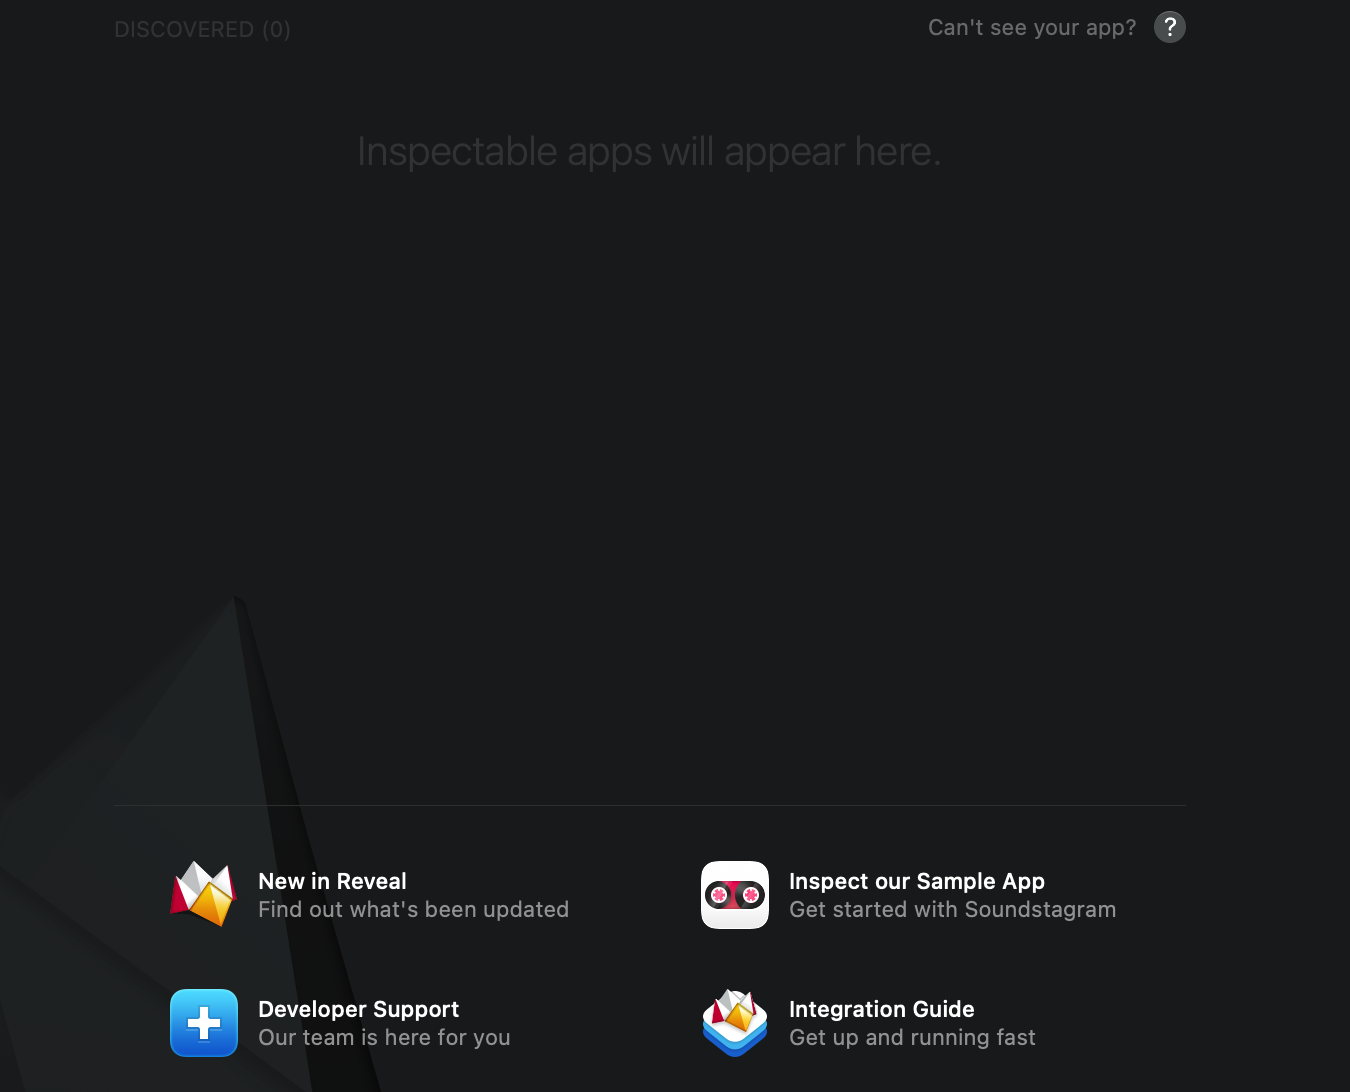 DISCOVERED (0)
Can't see your app? ?
Inspectable apps will appear here.
New in Reveal
Find out what's been updated
Inspect our Sample App
Get started with Soundstagram
Developer Support
Our team is here for you
Integration Guide
Get up and running fast